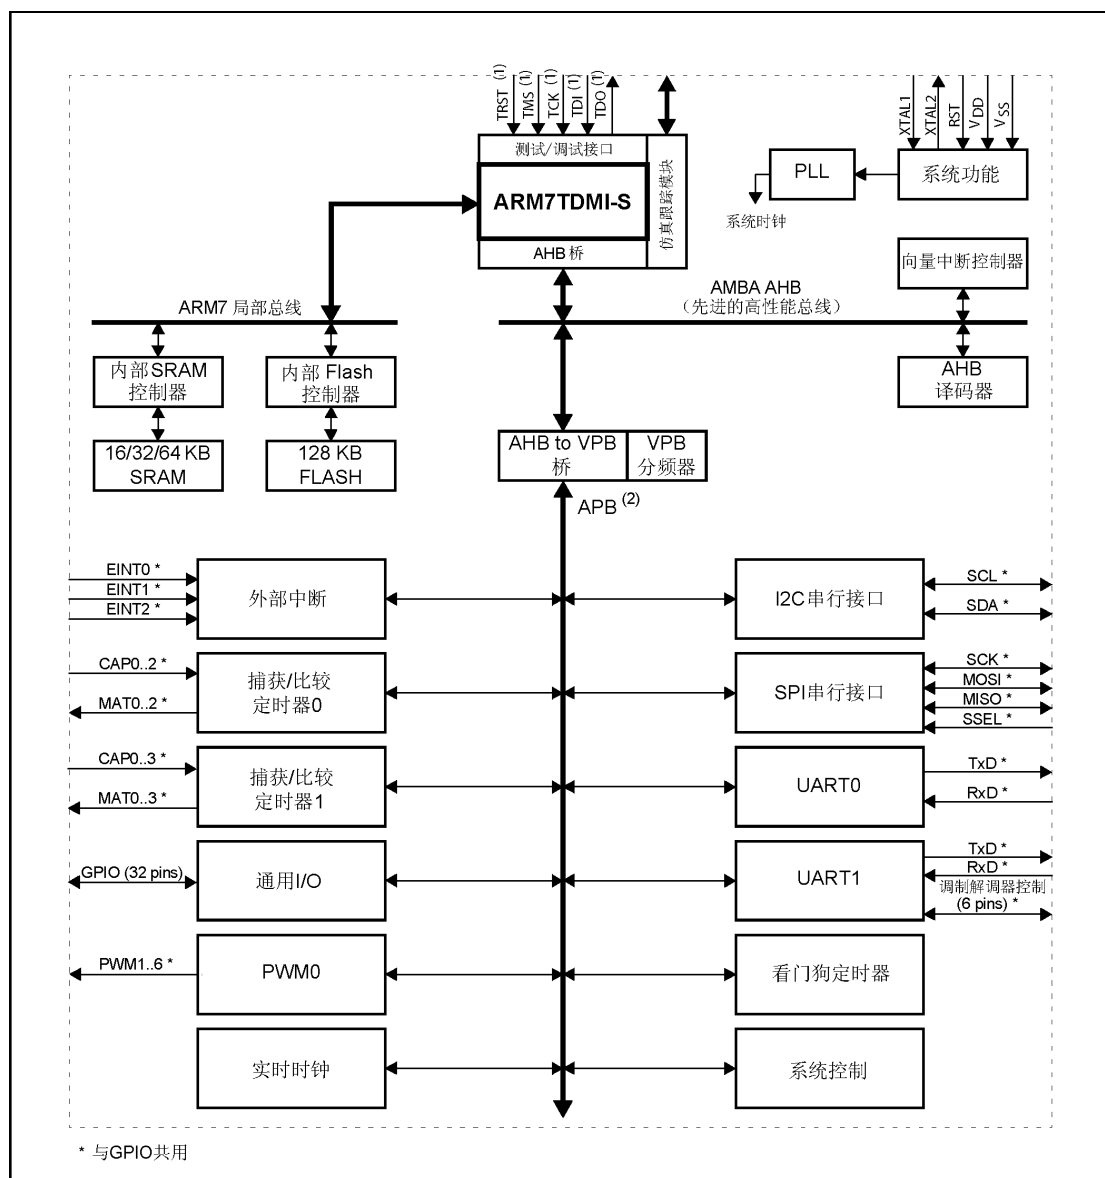 TRST (1)
TMS (1)
TCK (1)
TDI (1)
TDO (1)
XTAL1
XTAL2
RST
VDD
VSS
测试/调试接口
ARM7TDMI-S
AHB 桥
仿真跟踪模块
PLL
系统功能
系统时钟
向量中断控制器
ARM7 局部总线
AMBA AHB
（先进的高性能总线）
内部SRAM
控制器
内部 Flash
控制器
AHB
译码器
16/32/64 KB
SRAM
128 KB
FLASH
AHB to VPB
桥
VPB
分频器
APB (2)
EINT0 *
EINT1 *
EINT2 *
外部中断
I2C串行接口
SCL *
SDA *
CAP0..2 *
MAT0..2 *
捕获/比较
定时器0
SPI串行接口
SCK *
MOSI *
MISO *
SSEL *
CAP0..3 *
MAT0..3 *
捕获/比较
定时器1
UART0
TxD *
RxD *
GPIO (32 pins)
通用I/O
UART1
TxD *
RxD *
调制解调器控制
(6 pins) *
PWM1..6 *
PWM0
看门狗定时器
实时时钟
系统控制
* 与GPIO共用